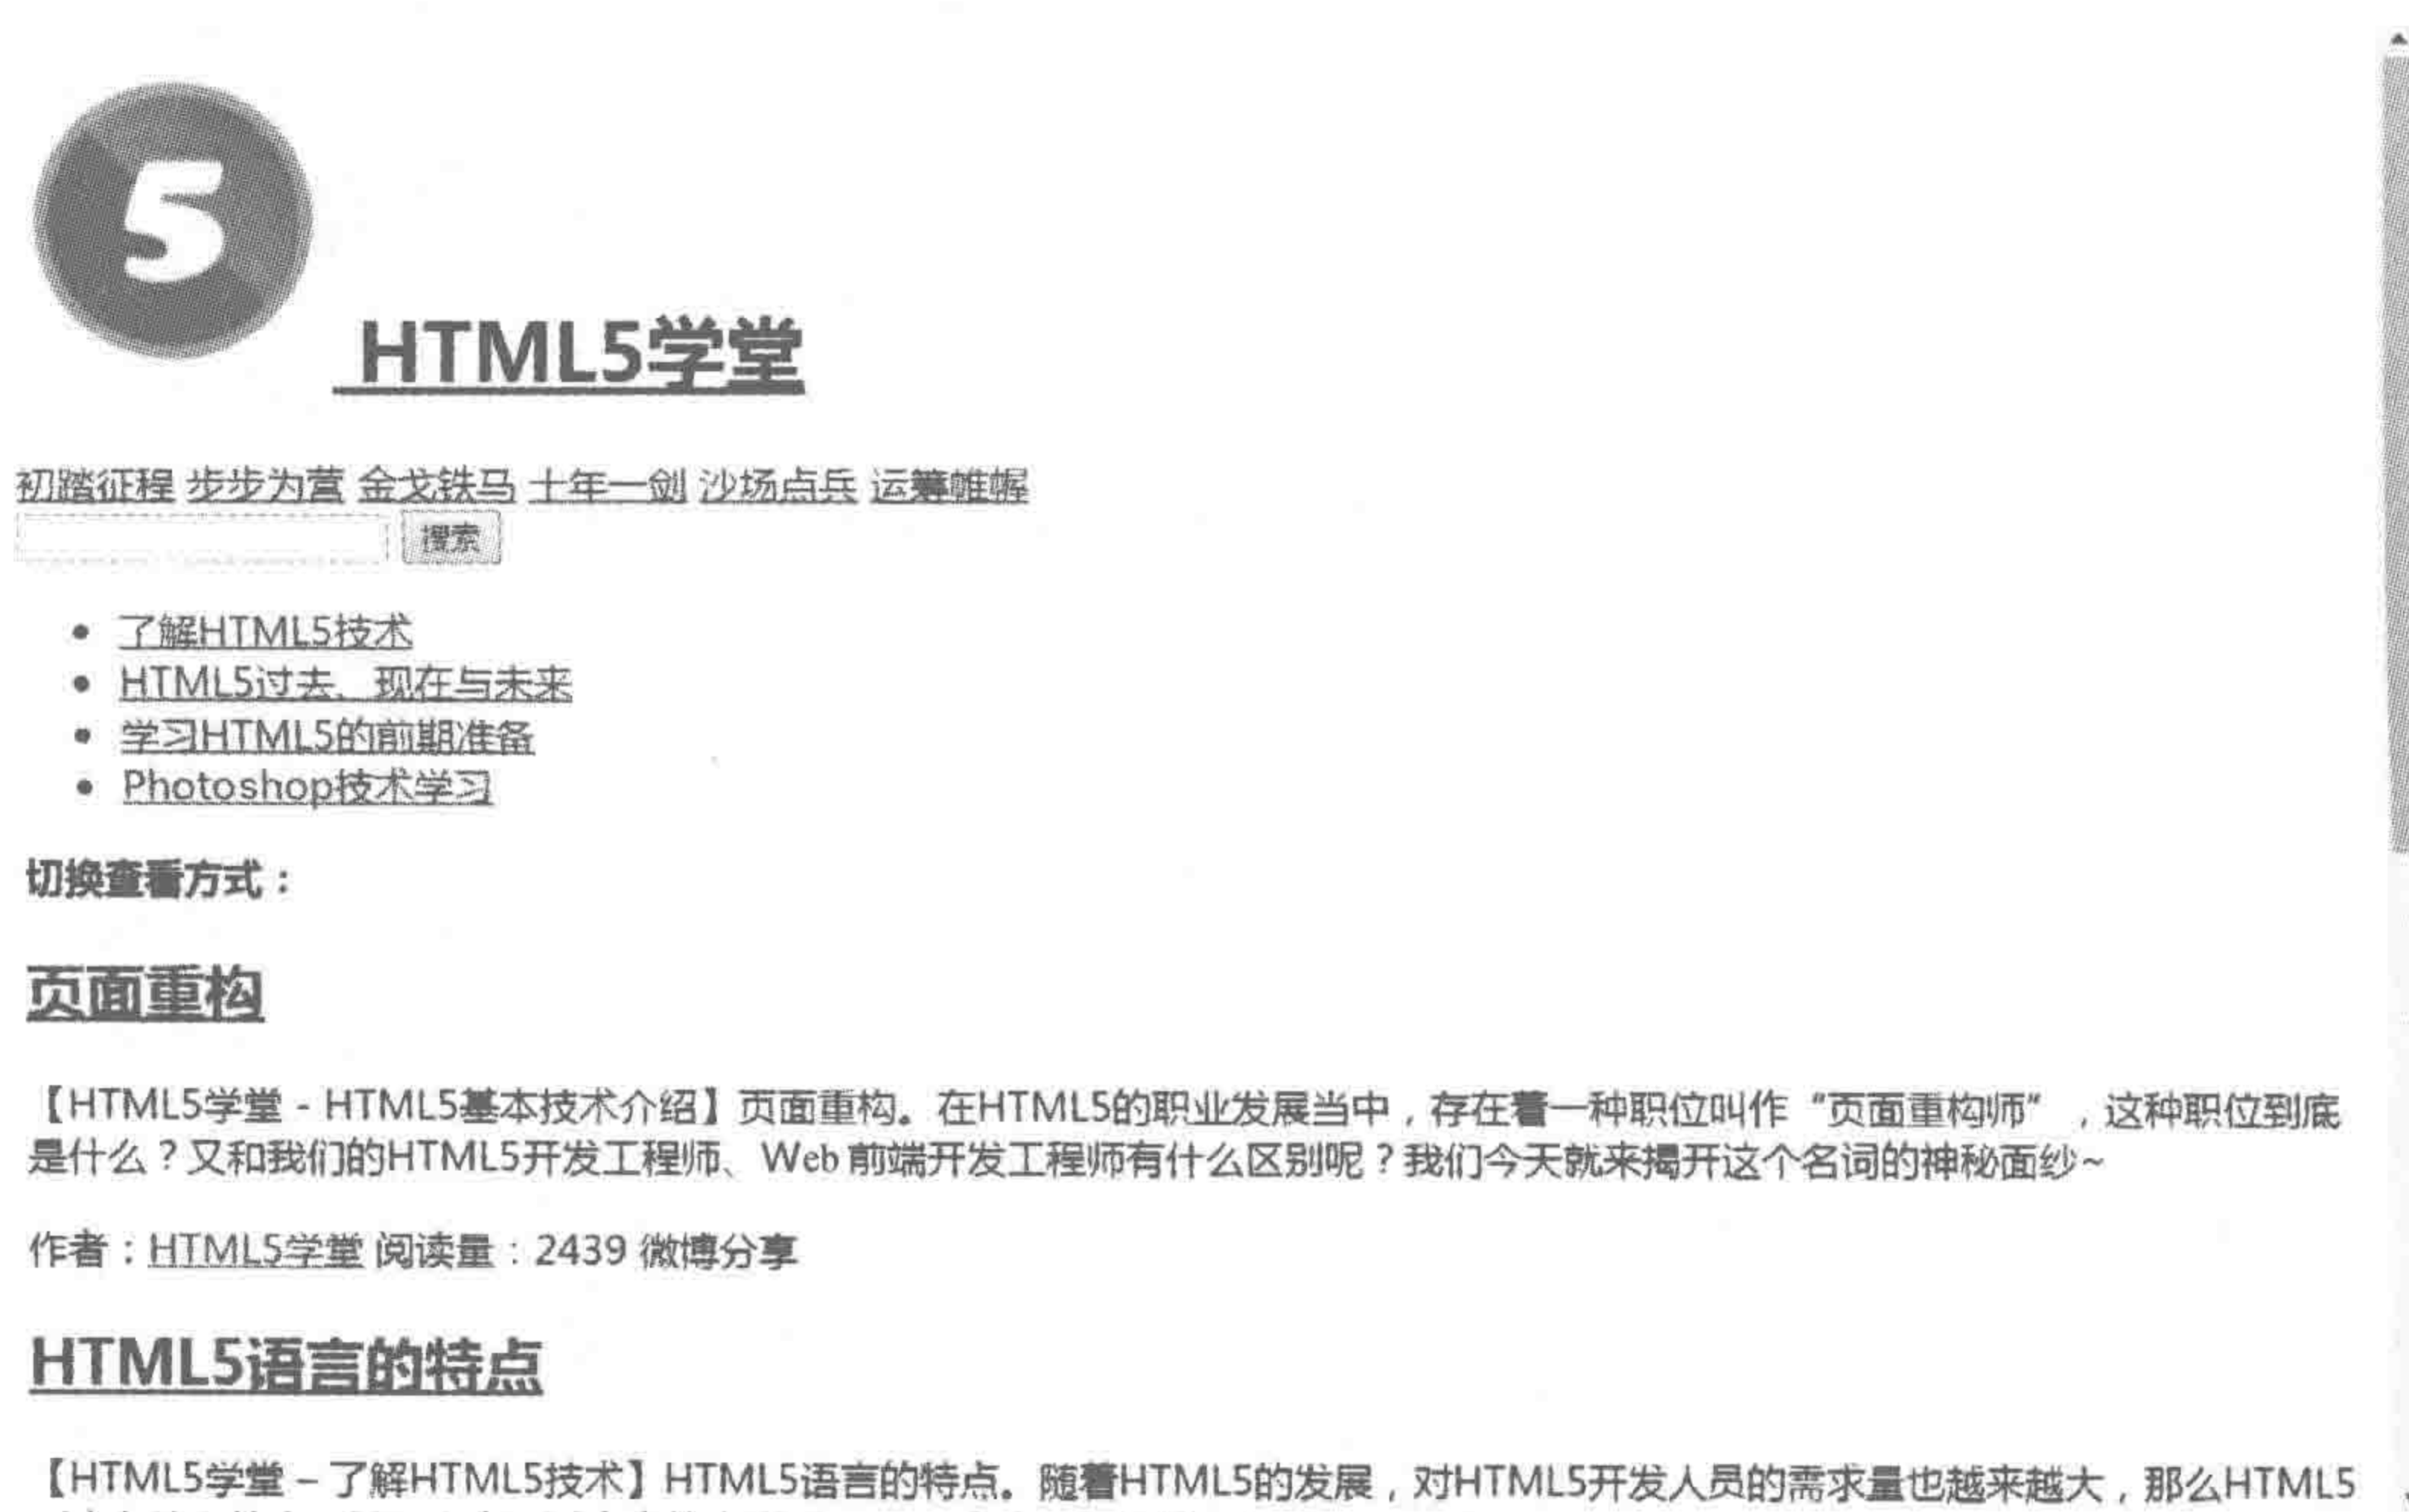 5
HTML5学堂
初踏征程 步步为营 金戈铁马 十年一剑 沙场点兵 运筹帷幄
搜索
了解HTML5技术
HTML5过去、现在与未来
学习HTML5的前期准备
Photoshop技术学习
切换查看方式：
页面重构
【HTML5学堂 - HTML5基本技术介绍】页面重构。在HTML5的职业发展当中，存在着一种职位叫作“页面重构师”，这种职位到底
是什么？又和我们的HTML5开发工程师、Web 前端开发工程师有什么区别呢？我们今天就来揭开这个名词的神秘面纱~
作者：HTML5学堂 阅读量：2439 微博分享
HTML5语言的特点
【HTML5学堂 – 了解HTML5技术】HTML5语言的特点。随着HTML5的发展，对HTML5开发人员的需求量也越来越大，那么HTML5